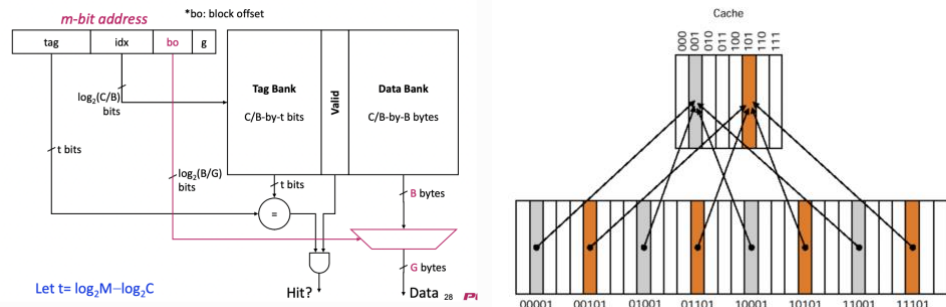 m-bit address
*bo: block offset
tag
idx
bo
g
log₂(C/B)
bits
t bits
log₂(B/G)
bits
Tag Bank
C/B-by-t bits
Valid
Data Bank
C/B-by-B bytes
t bits
=
B bytes
G bytes
Hit?
Data
28
Let t= log₂M–log₂C
Cache
000
001
010
011
100
101
110
111
00001
00101
01001
01101
10001
10101
11001
11101